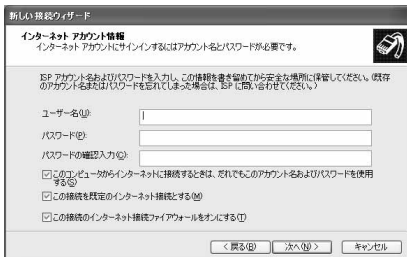 新しい接続ウィザード
インターネット アカウント情報
インターネット アカウントにサインインするにはアカウント名とパスワードが必要です。
ISP アカウント名およびパスワードを入力し、この情報を書き留めてから安全な場所に保管してください。(既存
のアカウント名またはパスワードを忘れてしまった場合は、ISP に問い合わせてください。)
ユーザー名(U):
パスワード(P):
パスワードの確認入力(C):
このコンピュータからインターネットに接続するときは、だれでもこのアカウント名およびパスワードを使用
する(S)
この接続を既定のインターネット接続とする(M)
この接続のインターネット接続ファイアウォールをオンにする(T)
< 戻る(B)
次へ(N) >
キャンセル